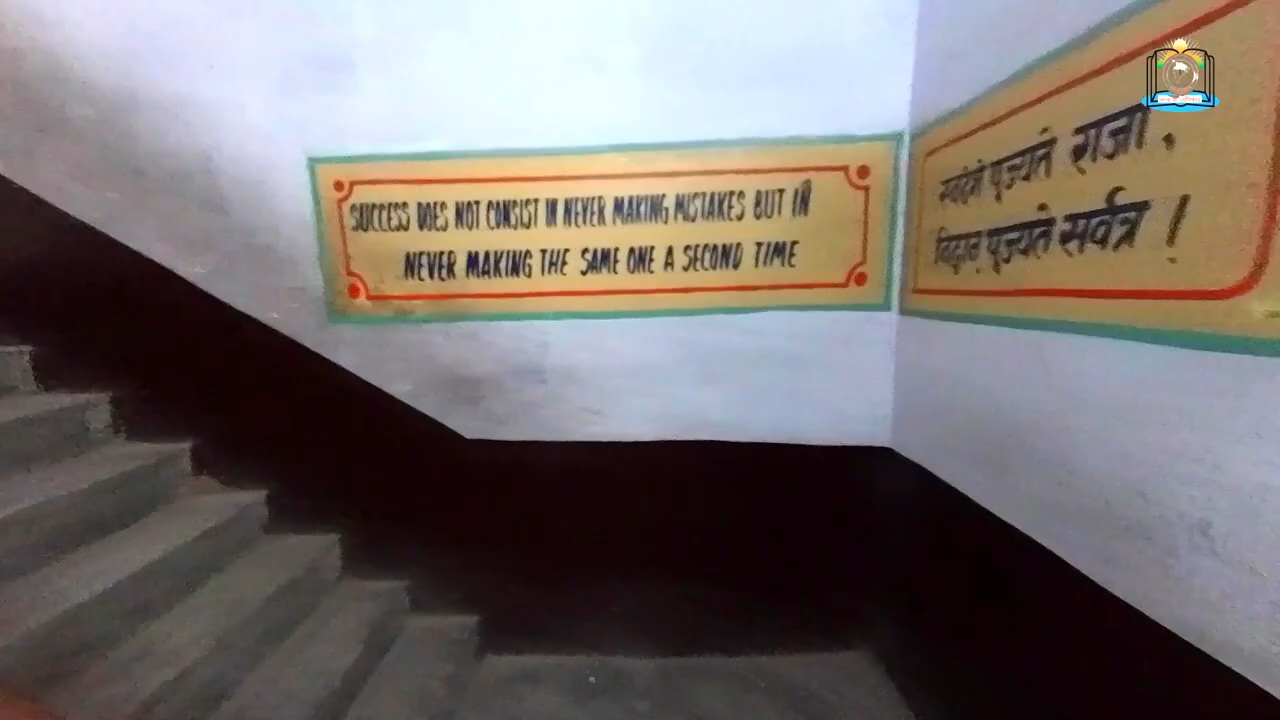 SUCCESS DOES NOT CONSIST IN NEVER MAKING MISTAKES BUT IN
NEVER MAKING THE SAME ONE A SECOND TIME
स्वदेशे पूज्यते राजा,
विद्वान् पूज्यते सर्वत्र !